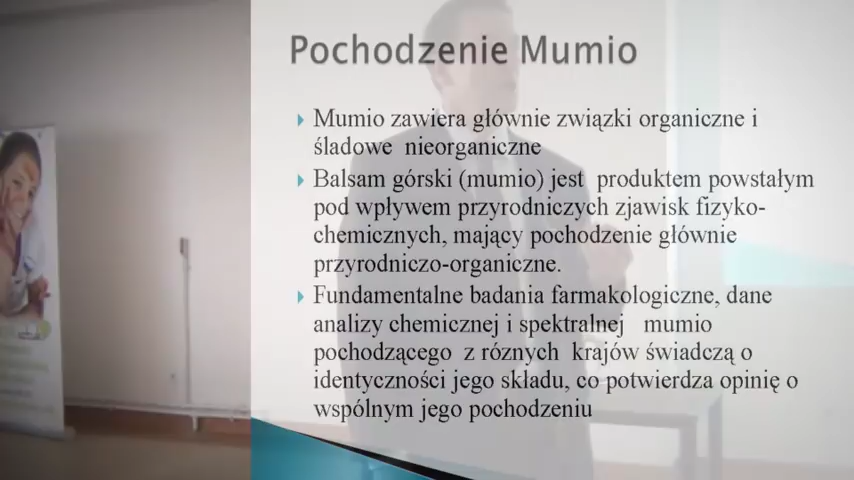 Pochodzenie Mumio
Mumio zawiera głównie związki organiczne i
śladowe nieorganiczne
Balsam górski (mumio) jest produktem powstałym
pod wpływem przyrodniczych zjawisk fizyko-
chemicznych, mający pochodzenie głównie
przyrodniczo-organiczne.
Fundamentalne badania farmakologiczne, dane
analizy chemicznej i spektralnej mumio
pochodzącego z róznych krajów świadczą o
identyczności jego składu, co potwierdza opinię o
wspólnym jego pochodzeniu